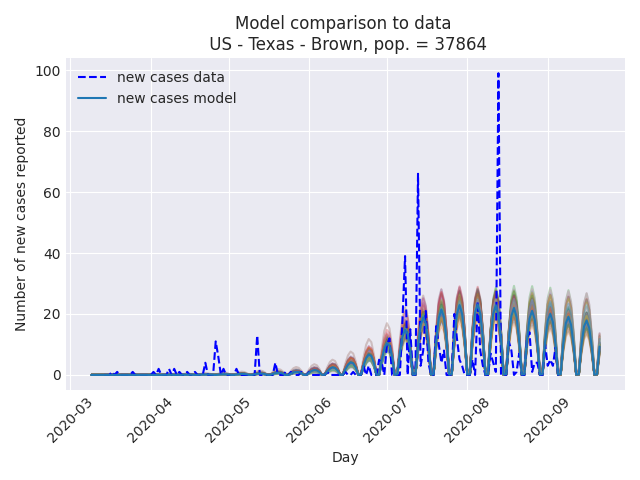 Model comparison to data
US - Texas - Brown, pop. = 37864
new cases data
new cases model
Number of new cases reported
100
80
60
40
20
0
2020-03
2020-04
2020-05
2020-06
2020-07
2020-08
2020-09
Day